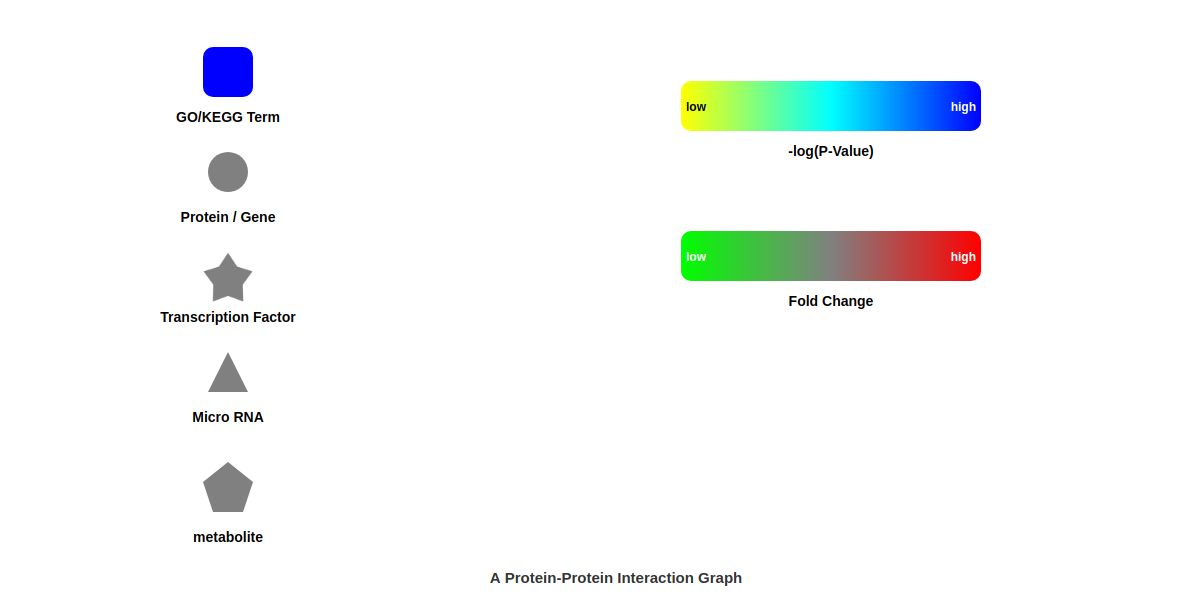 GO/KEGG Term
Protein / Gene
Transcription Factor
Micro RNA
metabolite
low high
-log(P-Value)
low high
Fold Change
A Protein-Protein Interaction Graph